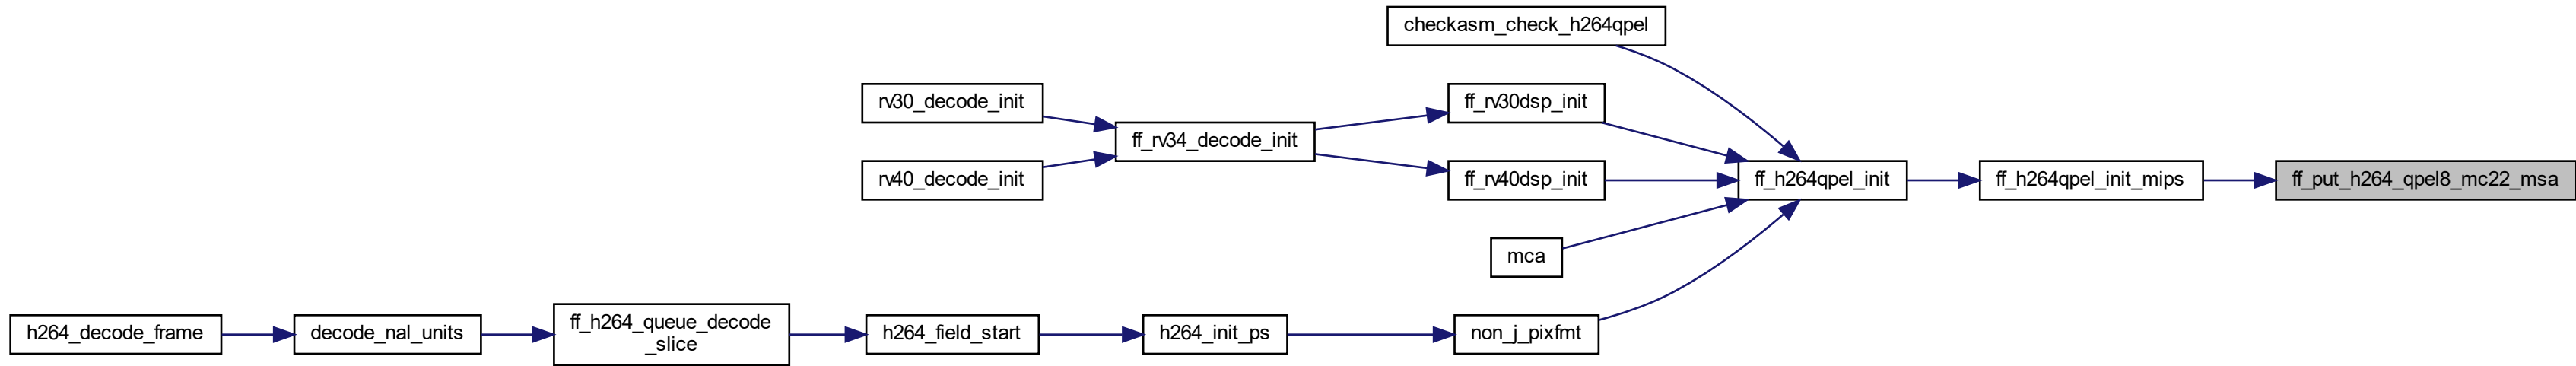 checkasm_check_h264qpel
rv30_decode_init
ff_rv30dsp_init
ff_rv34_decode_init
rv40_decode_init
ff_rv40dsp_init
ff_h264qpel_init
ff_h264qpel_init_mips
ff_put_h264_qpel8_mc22_msa
mca
h264_decode_frame
decode_nal_units
ff_h264_queue_decode
_slice
h264_field_start
h264_init_ps
non_j_pixfmt